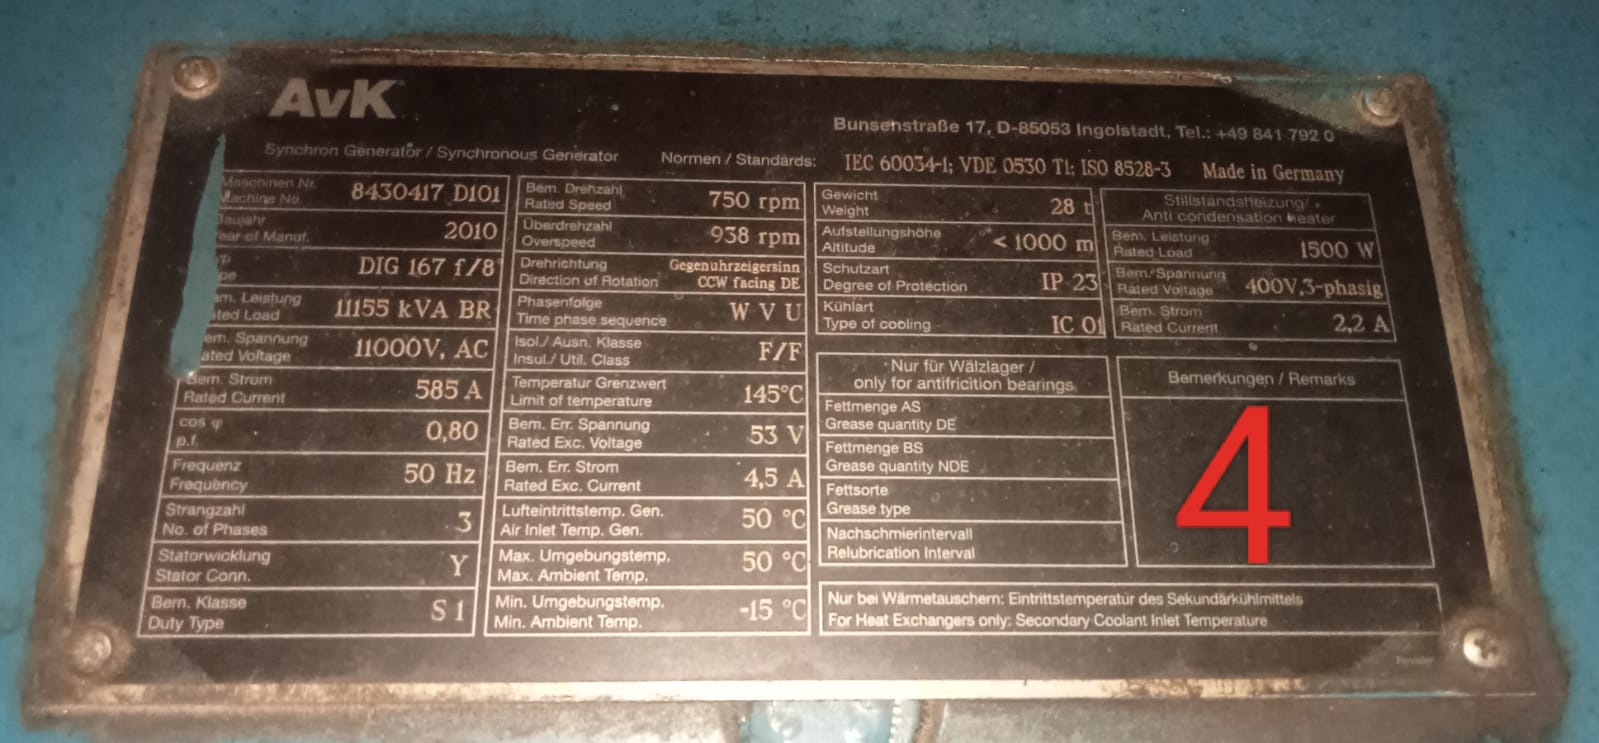 AvK
Bunsenstraße 17, D-85053 Ingolstadt, Tel.: +49 841 792 0
Synchron Generator / Synchronous Generator Normen / Standards: IEC 60034-1; VDE 0530 T1; ISO 8528-3 Made in Germany
Maschinen Nr.
Machine No 8430417 D101
Baujahr
ear of Manuf. 2010
yp
pe DIG 167 f/8
em. Leistung
ated Load 11155 kVA BR
em. Spannung
ated Voltage 11000V, AC
Bem. Strom
Rated Current 585 A
cos φ
p.f. 0,80
Frequenz
Frequency 50 Hz
Strangzahl
No. of Phases 3
Statorwicklung
Stator Conn. Y
Bem. Klasse
Duty Type S 1
Bem. Drehzahl
Rated Speed 750 rpm
Überdrehzahl
Overspeed 938 rpm
Drehrichtung Gegenuhrzeigersinn
Direction of Rotation CCW facing DE
Phasenfolge
Time phase sequence W V U
Isol./ Ausn. Klasse
Insul./ Util. Class F/F
Temperatur Grenzwert
Limit of temperature 145°C
Bem. Err. Spannung
Rated Exc. Voltage 53 V
Bem. Err. Strom
Rated Exc. Current 4,5 A
Lufteintrittstemp. Gen.
Air Inlet Temp. Gen. 50 °C
Max. Umgebungstemp.
Max. Ambient Temp. 50 °C
Min. Umgebungstemp.
Min. Ambient Temp. -15 °C
Gewicht
Weight 28 t
Aufstellungshöhe
Altitude < 1000 m
Schutzart
Degree of Protection IP 23
Kühlart
Type of cooling IC 01
Nur für Wälzlager /
only for antifricition bearings
Fettmenge AS
Grease quantity DE
Fettmenge BS
Grease quantity NDE
Fettsorte
Grease type
Nachschmierintervall
Relubrication Interval
Stillstandsheizung/
Anti condensation heater
Bem. Leistung
Rated Load 1500 W
Bem. Spannung
Rated Voltage 400V,3-phasig
Bem. Strom
Rated Current 2,2 A
Bemerkungen / Remarks
4
Nur bei Wärmetauschern: Eintrittstemperatur des Sekundärkühlmittels
For Heat Exchangers only: Secondary Coolant Inlet Temperature